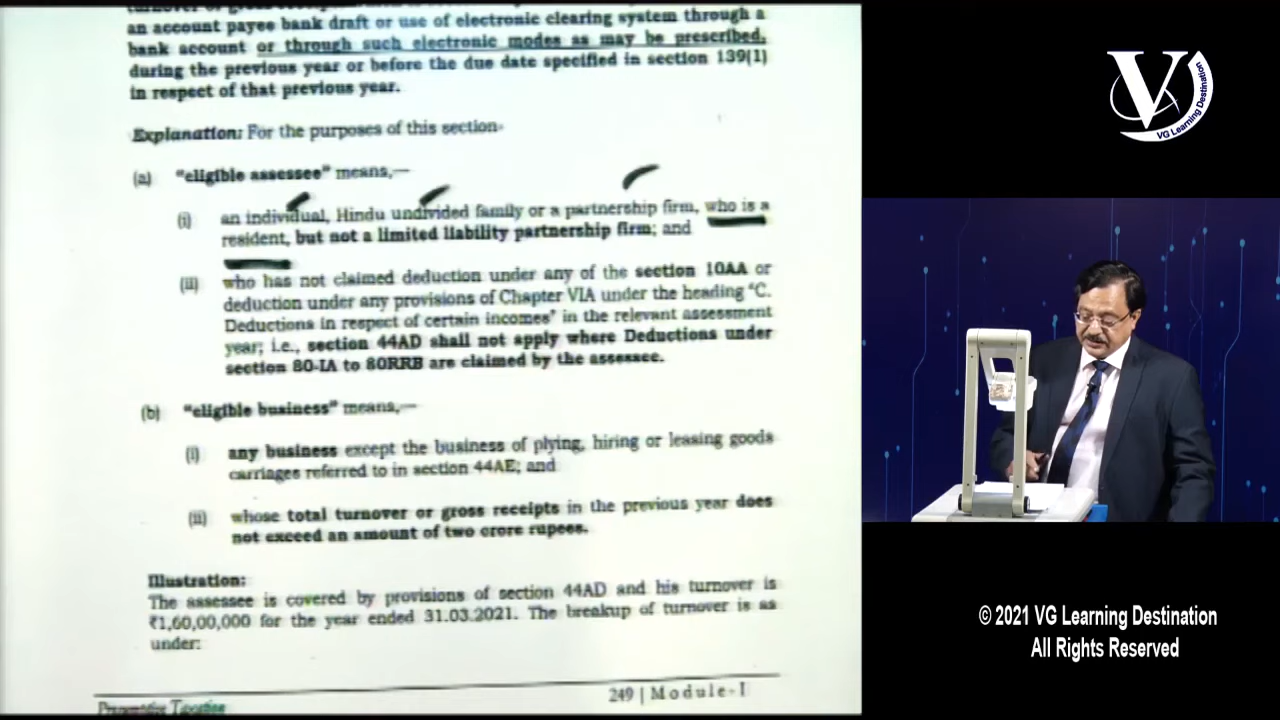 an account payee bank draft or use of electronic clearing system through a
bank account or through such electronic modes as may be prescribed,
during the previous year or before the due date specified in section 139(1)
in respect of that previous year.
Explanation: For the purposes of this section-
(a) "eligible assessee" means,—
(i) an individual, Hindu undivided family or a partnership firm, who is a
resident, but not a limited liability partnership firm; and
(ii) who has not claimed deduction under any of the section 10AA or
deduction under any provisions of Chapter VIA under the heading "C.
Deductions in respect of certain incomes" in the relevant assessment
year; i.e., section 44AD shall not apply where Deductions under
section 80-IA to 80RRB are claimed by the assessee.
(b) "eligible business" means,—
(i) any business except the business of plying, hiring or leasing goods
carriages referred to in section 44AE; and
(ii) whose total turnover or gross receipts in the previous year does
not exceed an amount of two crore rupees.
Illustration:
The assessee is covered by provisions of section 44AD and his turnover is
₹1,60,00,000 for the year ended 31.03.2021. The breakup of turnover is as
under:
249 | Module-I
Taxation
V
VG Learning Destination
© 2021 VG Learning Destination
All Rights Reserved